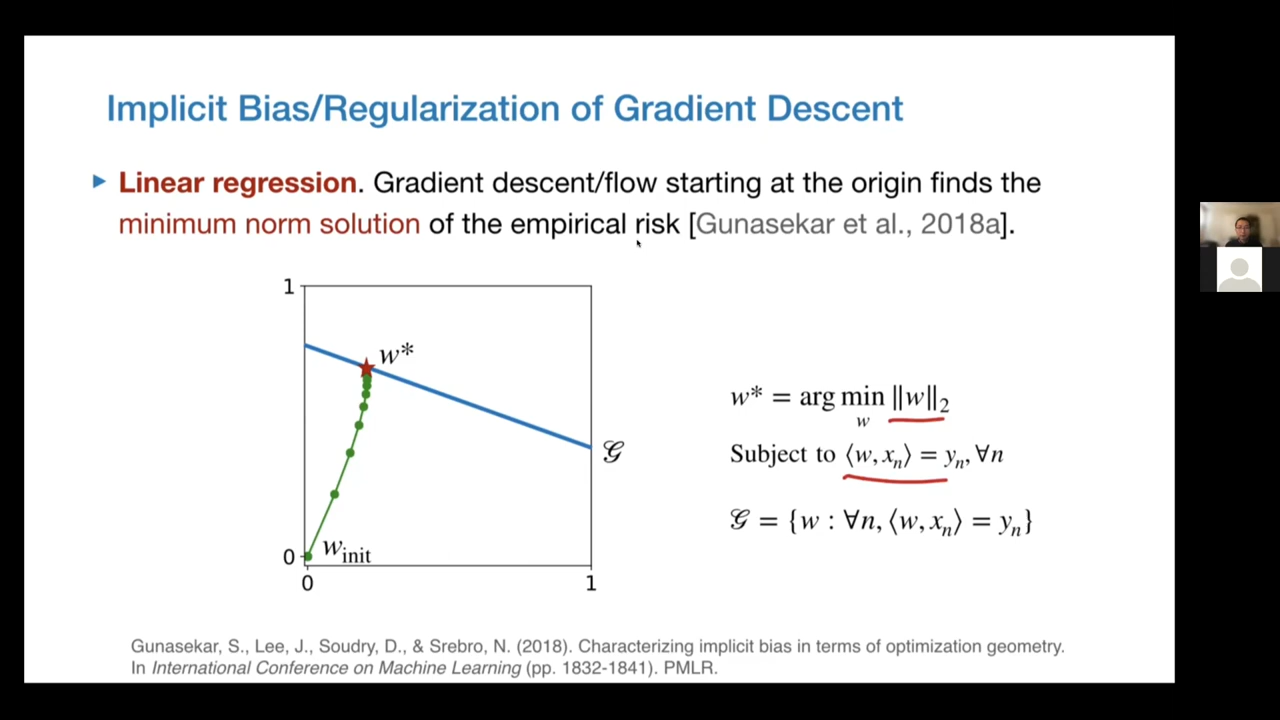 Implicit Bias/Regularization of Gradient Descent
Linear regression. Gradient descent/flow starting at the origin finds the
minimum norm solution of the empirical risk [Gunasekar et al., 2018a].
1
w*
𝒢
w_init
0
0
1
w* = arg min_w ||w||₂
Subject to ⟨w, xₙ⟩ = yₙ, ∀n
𝒢 = {w : ∀n, ⟨w, xₙ⟩ = yₙ}
Gunasekar, S., Lee, J., Soudry, D., & Srebro, N. (2018). Characterizing implicit bias in terms of optimization geometry.
In International Conference on Machine Learning (pp. 1832-1841). PMLR.